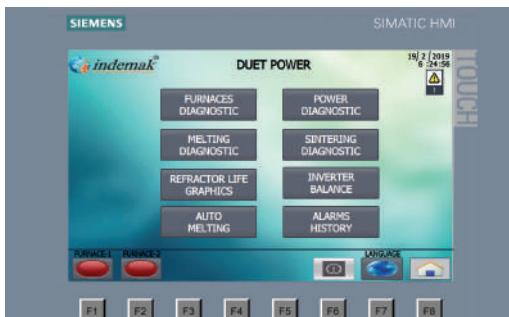 SIEMENS
SIMATIC HMI
TOUCH
indemak
DUET POWER
19/ 2 /2019
6 :24:56
1
FURNACES
DIAGNOSTIC
POWER
DIAGNOSTIC
MELTING
DIAGNOSTIC
SINTERING
DIAGNOSTIC
REFRACTOR LIFE
GRAPHICS
INVERTER
BALANCE
AUTO
MELTING
ALARMS
HISTORY
FURNACE-1
FURNACE-2
LANGUAGE
F1
F2
F3
F4
F5
F6
F7
F8